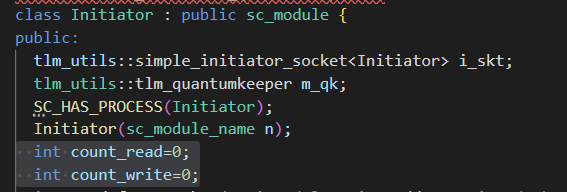 class Initiator : public sc_module {
public:
tlm_utils::simple_initiator_socket<Initiator> i_skt;
tlm_utils::tlm_quantumkeeper m_qk;
SC_HAS_PROCESS(Initiator);
Initiator(sc_module_name n);
int count_read=0;
int count_write=0;